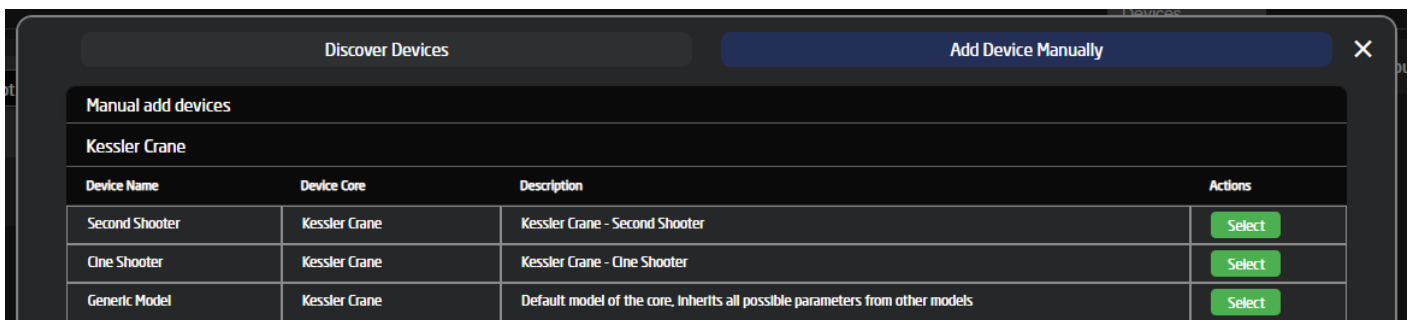 Devices
Discover Devices
Add Device Manually
Manual add devices
Kessler Crane
Device Name Device Core Description Actions
Second Shooter Kessler Crane Kessler Crane - Second Shooter Select
Cine Shooter Kessler Crane Kessler Crane - Cine Shooter Select
Generic Model Kessler Crane Default model of the core, inherits all possible parameters from other models Select